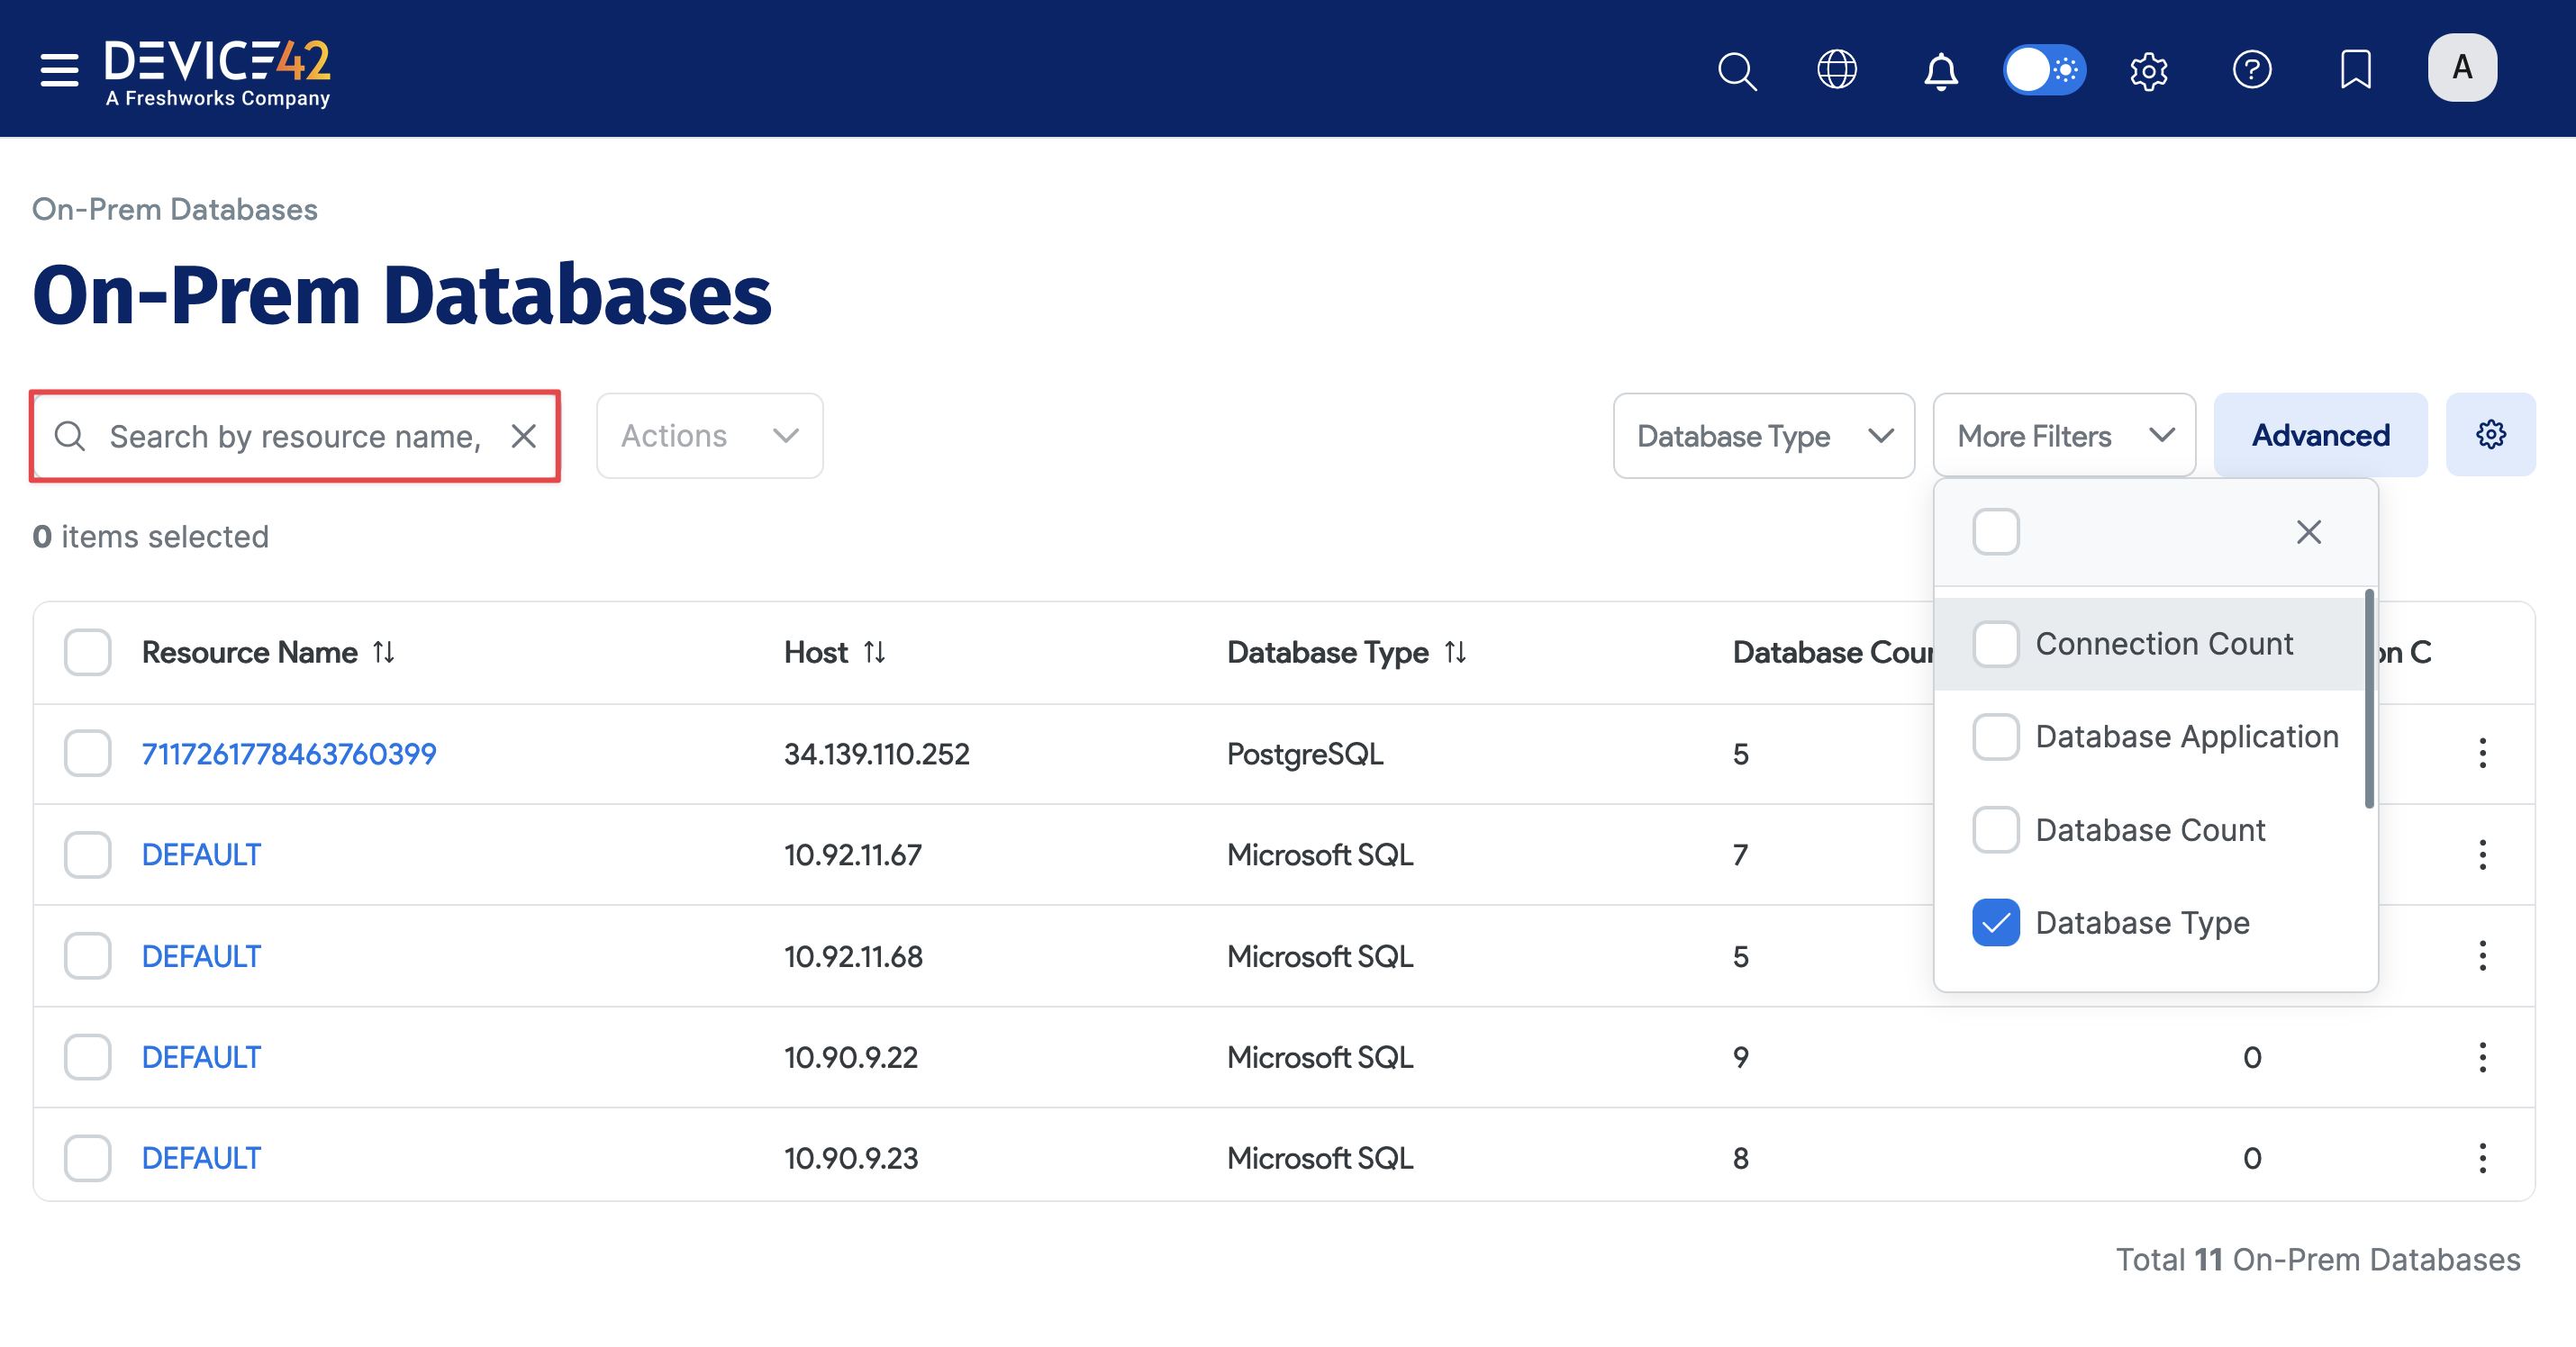 DEVICE42
A Freshworks Company
A
On-Prem Databases
On-Prem Databases
Search by resource name,
Actions
Database Type
More Filters
Advanced
0 items selected
Connection Count
Database Application
Database Count
Database Type
Resource Name Host Database Type Database Coun on C
7117261778463760399 34.139.110.252 PostgreSQL 5
DEFAULT 10.92.11.67 Microsoft SQL 7
DEFAULT 10.92.11.68 Microsoft SQL 5
DEFAULT 10.90.9.22 Microsoft SQL 9 0
DEFAULT 10.90.9.23 Microsoft SQL 8 0
Total 11 On-Prem Databases